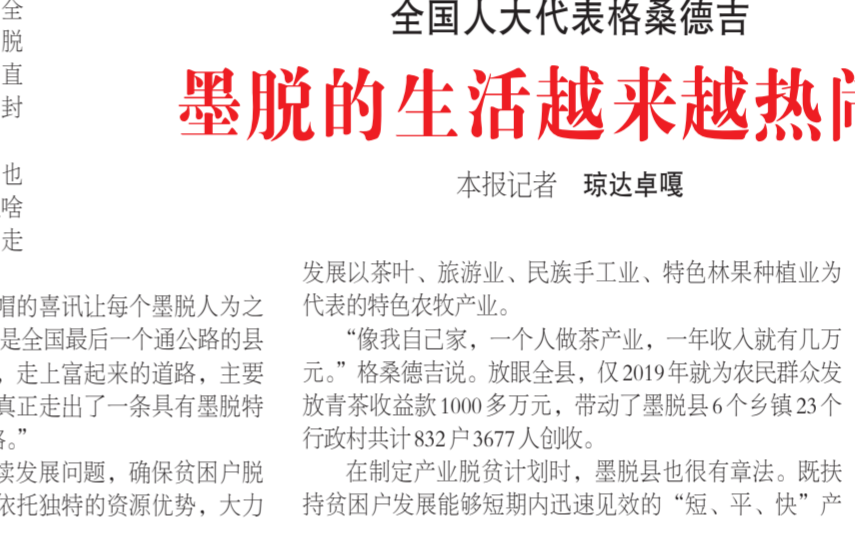 全国人大代表格桑德吉
墨脱的生活越来越热
本报记者 琼达卓嘎
全
脱
直
封
也
啥
走
帽的喜讯让每个墨脱人为之
是全国最后一个通公路的县
，走上富起来的道路，主要
真正走出了一条具有墨脱特
。”
续发展问题，确保贫困户脱
依托独特的资源优势，大力
发展以茶叶、旅游业、民族手工业、特色林果种植业为
代表的特色农牧产业。
“像我自己家，一个人做茶产业，一年收入就有几万
元。”格桑德吉说。放眼全县，仅2019年就为农民群众发
放青茶收益款1000多万元，带动了墨脱县6个乡镇23个
行政村共计832户3677人创收。
在制定产业脱贫计划时，墨脱县也很有章法。既扶
持贫困户发展能够短期内迅速见效的“短、平、快”产